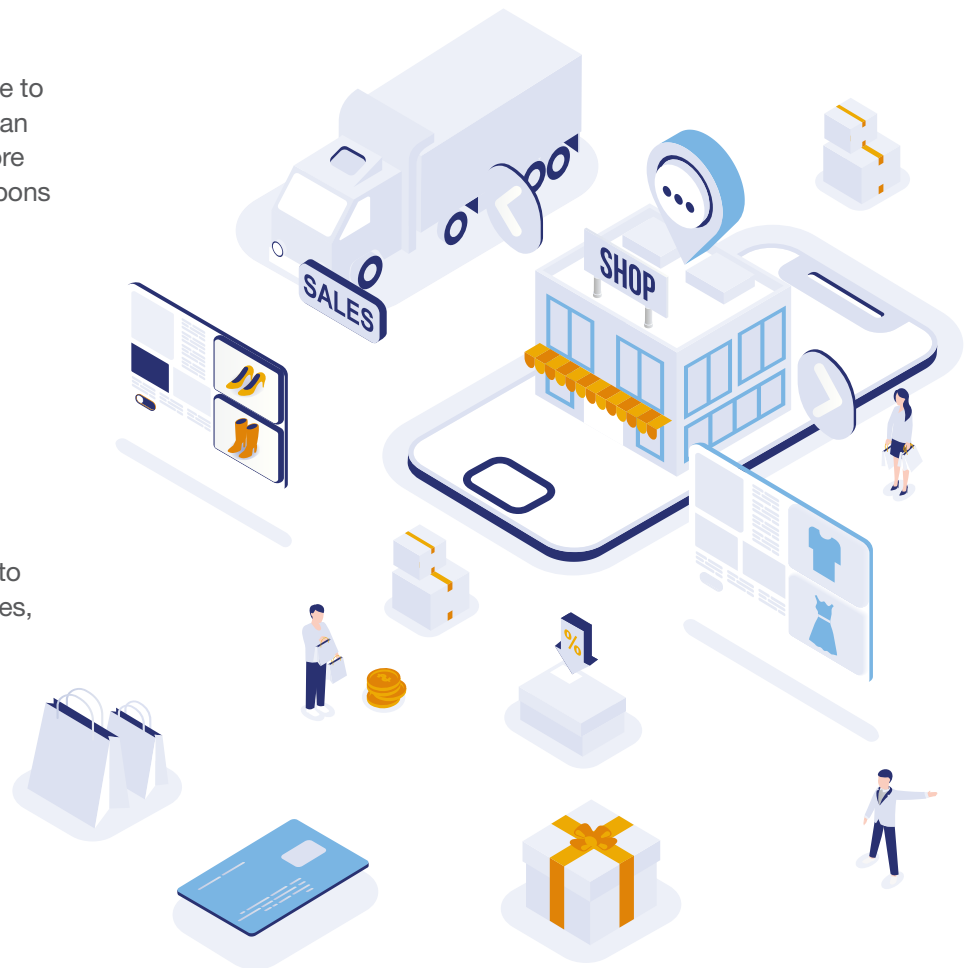 e to
an
ore
pons
SHOP
SALES
to
es,
%